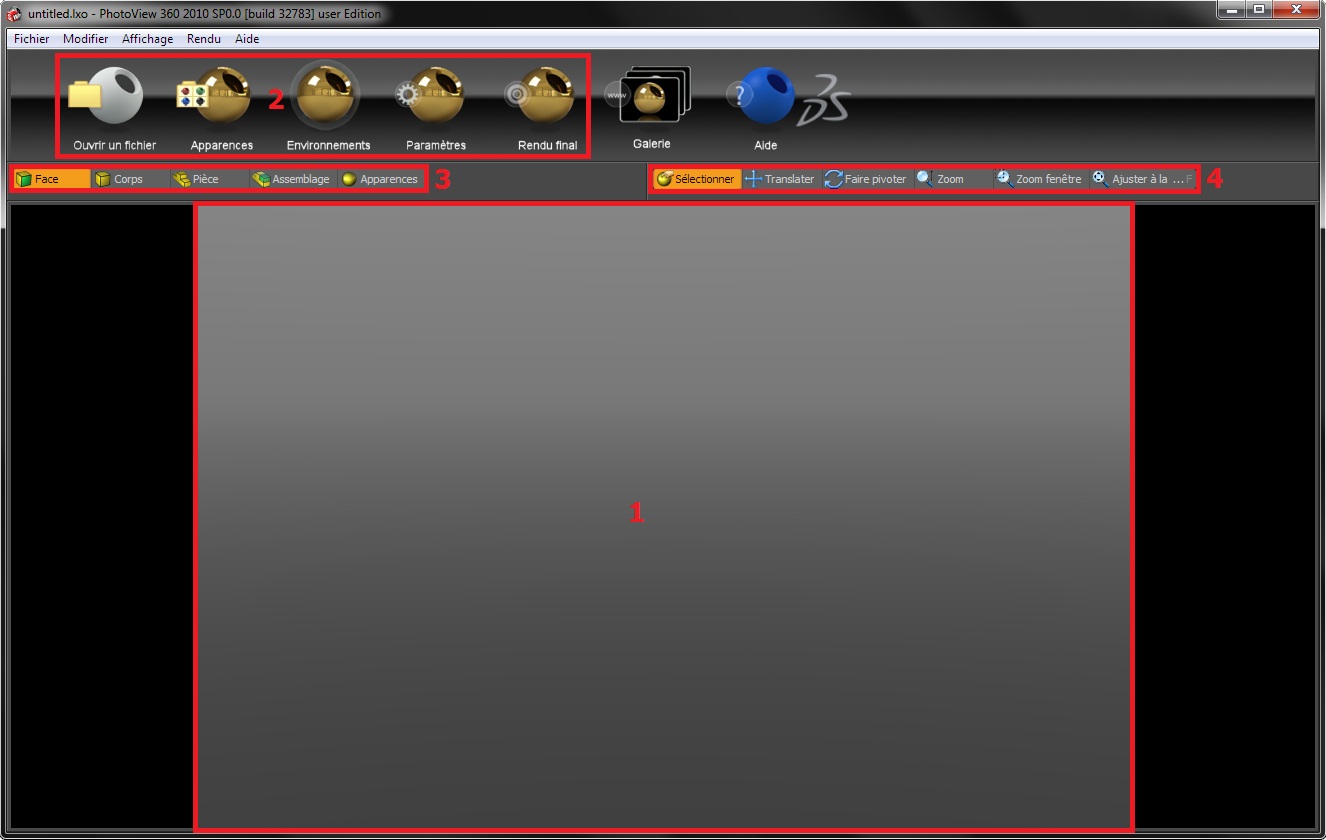 untitled.lxo - PhotoView 360 2010 SP0.0 [build 32783] user Edition
Fichier Modifier Affichage Rendu Aide
2
www
?
3DS
Ouvrir un fichier Apparences Environnements Paramètres Rendu final Galerie Aide
Face Corps Pièce Assemblage Apparences 3 Sélectionner Translater Faire pivoter Zoom Zoom fenêtre Ajuster à la ... F 4
1